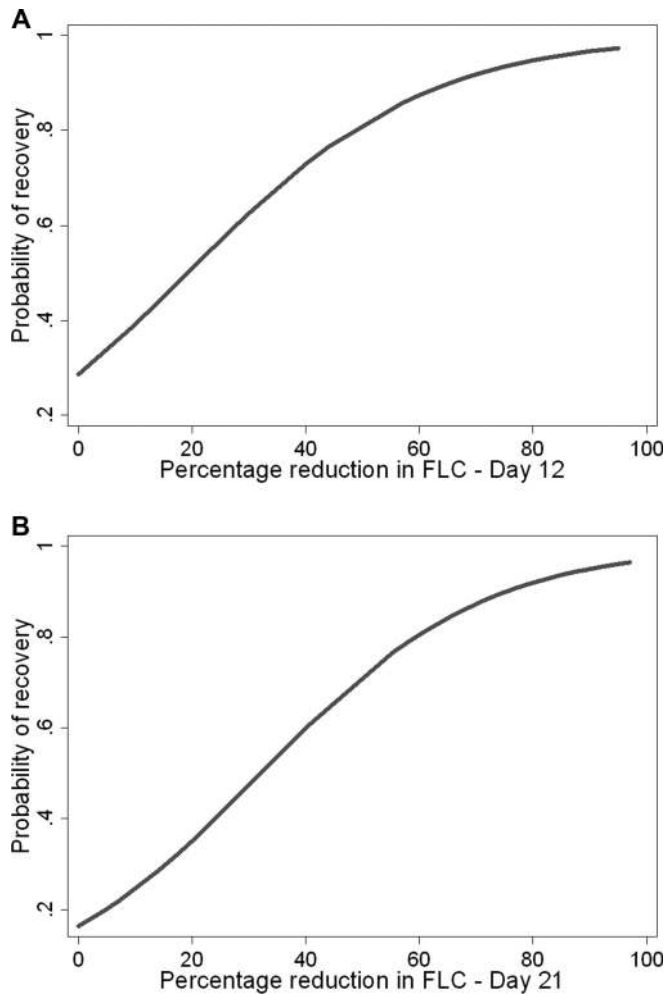 A
Probability of recovery
1
.8
.6
.4
.2
0 20 40 60 80 100
Percentage reduction in FLC - Day 12
B
Probability of recovery
1
.8
.6
.4
.2
0 20 40 60 80 100
Percentage reduction in FLC - Day 21